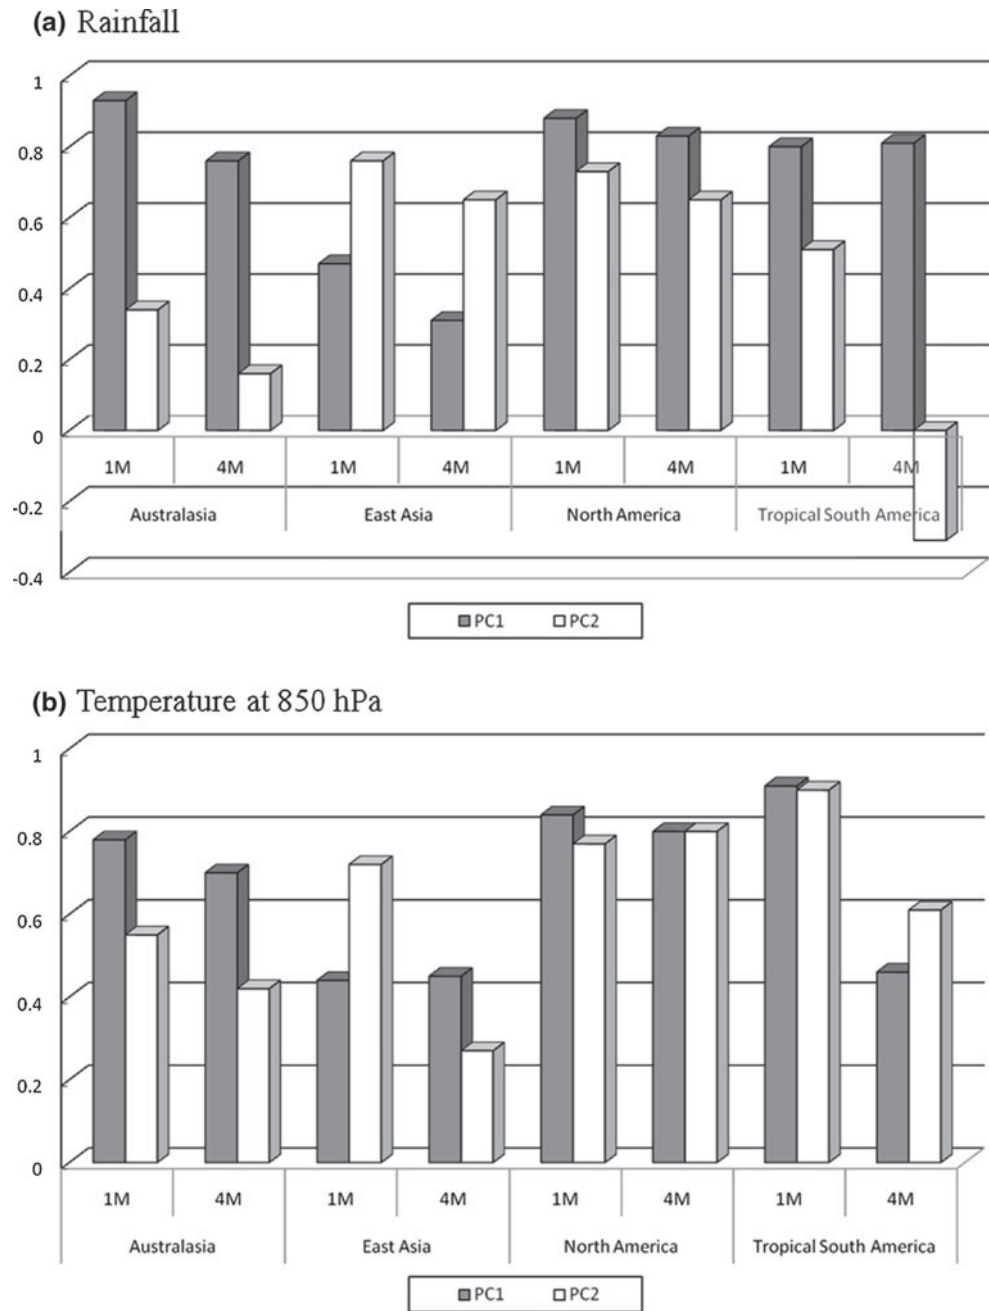 (a) Rainfall
1
0.8
0.6
0.4
0.2
0
-0.2
-0.4
1M 4M 1M 4M 1M 4M 1M 4M
Australasia East Asia North America Tropical South America
PC1 PC2
(b) Temperature at 850 hPa
1
0.8
0.6
0.4
0.2
0
1M 4M 1M 4M 1M 4M 1M 4M
Australasia East Asia North America Tropical South America
PC1 PC2